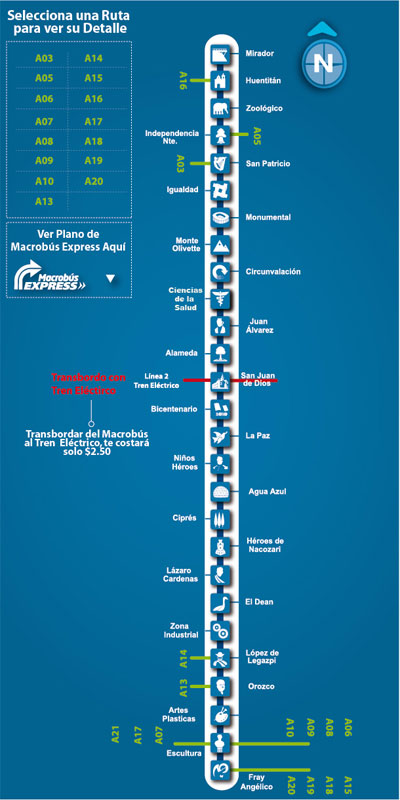 Selecciona una Ruta
para ver su Detalle
A03 A14
A05 A15
A06 A16
A07 A17
A08 A18
A09 A19
A10 A20
A13
Ver Plano de
Macrobús Express Aquí
Macrobús
EXPRESS
N
Mirador
A16
Huentitán
Zoológico
Independencia
Nte.
A05
A03
San Patricio
Igualdad
Monumental
Monte
Olivette
Circunvalación
Ciencias
de la
Salud
Juan
Álvarez
Alameda
Transbordo con
Tren Eléctirco
Línea 2
Tren Eléctrico
San Juan
de Dios
Transbordar del Macrobús
al Tren Eléctrico, te costará
solo $2.50
Bicentenario
La Paz
Niños
Héroes
Agua Azul
Ciprés
Héroes de
Nacozari
Lázaro
Cardenas
El Dean
Zona
Industrial
A14
López de
Legazpi
A13
Orozco
Artes
Plasticas
A21 A17 A07
A10 A09 A08 A06
Escultura
Fray
Angélico
A20 A19 A18 A15